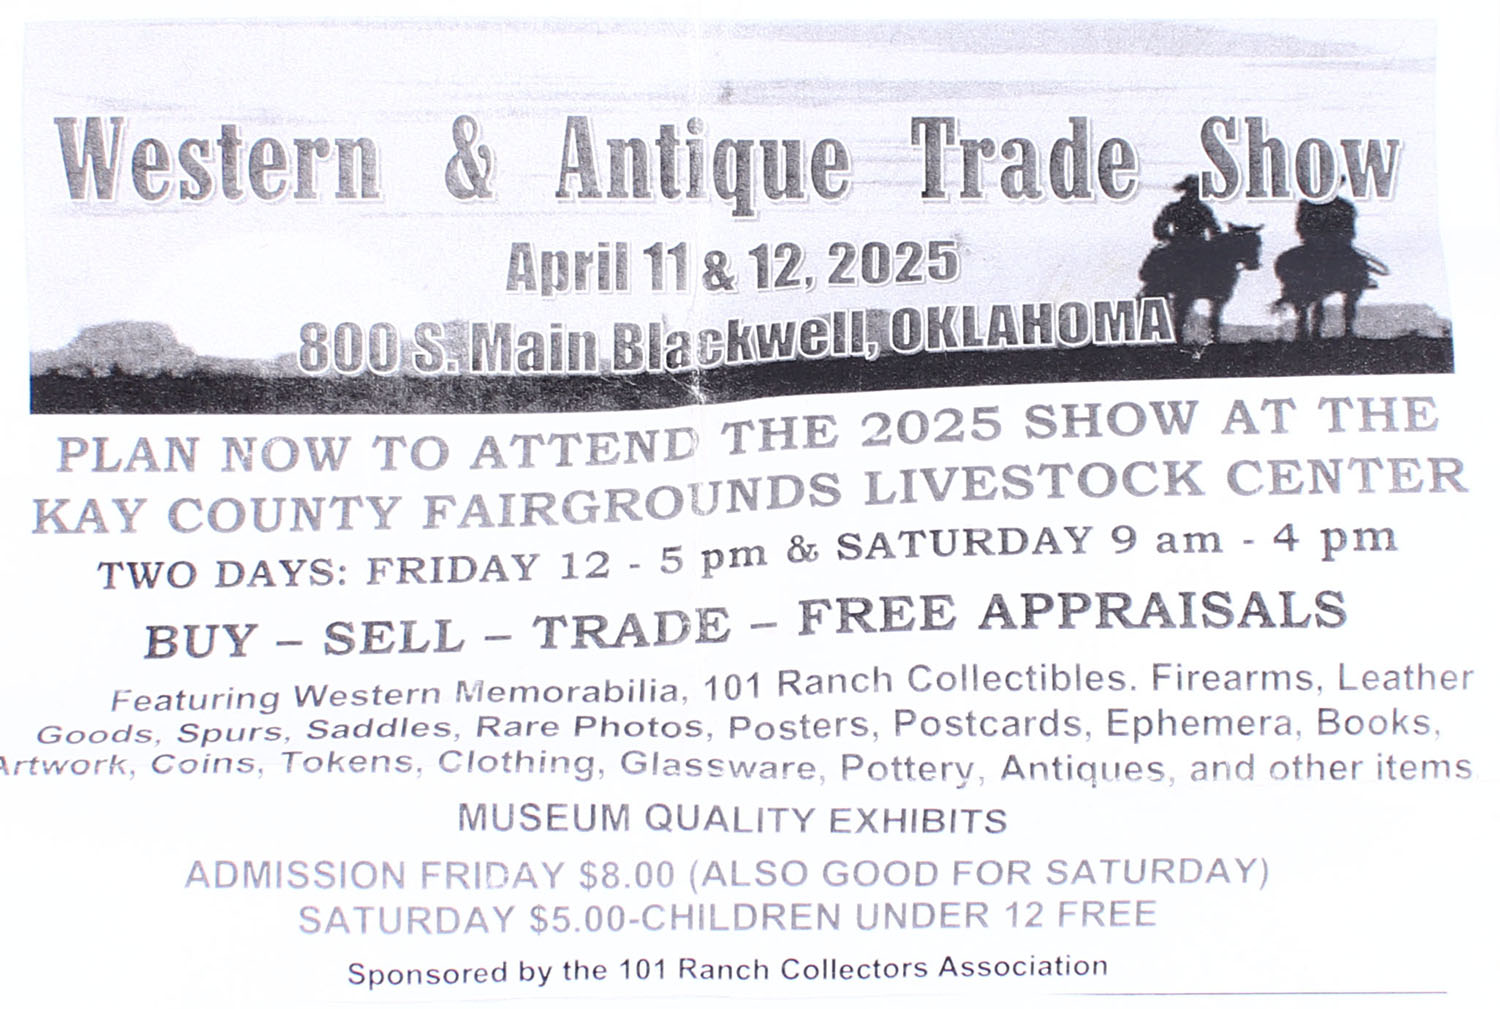 Western & Antique Trade Show
April 11 & 12, 2025
800 S. Main Blackwell, OKLAHOMA
PLAN NOW TO ATTEND THE 2025 SHOW AT THE
KAY COUNTY FAIRGROUNDS LIVESTOCK CENTER
TWO DAYS: FRIDAY 12 - 5 pm & SATURDAY 9 am - 4 pm
BUY – SELL – TRADE – FREE APPRAISALS
Featuring Western Memorabilia, 101 Ranch Collectibles. Firearms, Leather
Goods, Spurs, Saddles, Rare Photos, Posters, Postcards, Ephemera, Books,
Artwork, Coins, Tokens, Clothing, Glassware, Pottery, Antiques, and other items
MUSEUM QUALITY EXHIBITS
ADMISSION FRIDAY $8.00 (ALSO GOOD FOR SATURDAY)
SATURDAY $5.00-CHILDREN UNDER 12 FREE
Sponsored by the 101 Ranch Collectors Association